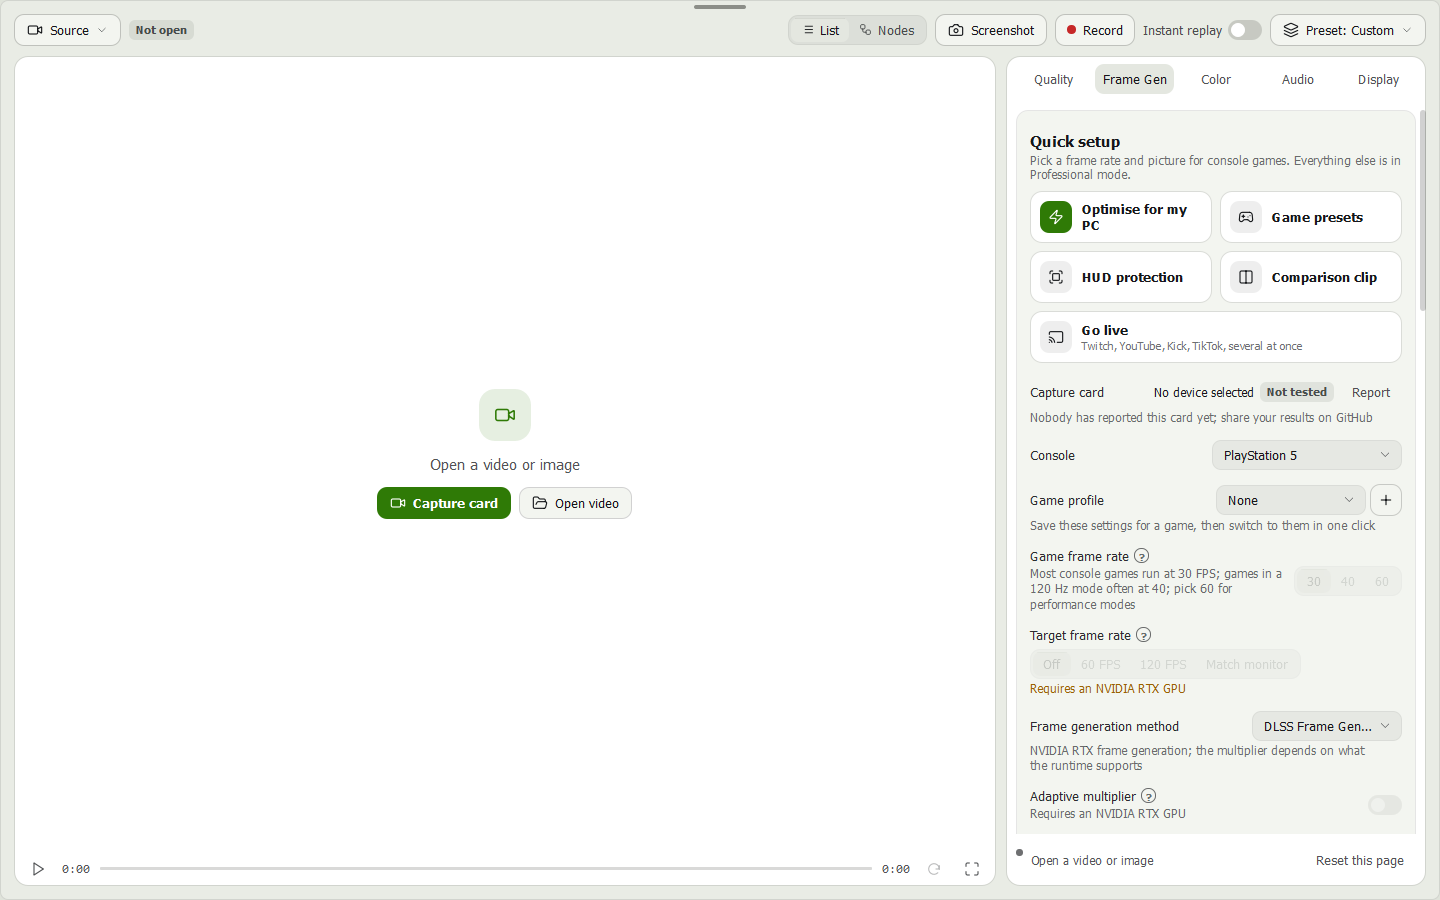 Source
Not open
List
Nodes
Screenshot
Record
Instant replay
Preset: Custom
Quality
Frame Gen
Color
Audio
Display
Quick setup
Pick a frame rate and picture for console games. Everything else is in
Professional mode.
Optimise for my
PC
Game presets
HUD protection
Comparison clip
Go live
Twitch, YouTube, Kick, TikTok, several at once
Capture card
No device selected
Not tested
Report
Nobody has reported this card yet; share your results on GitHub
Console
PlayStation 5
Game profile
None
Save these settings for a game, then switch to them in one click
Game frame rate ?
Most console games run at 30 FPS; games in a
120 Hz mode often at 40; pick 60 for
performance modes
30
40
60
Target frame rate ?
Off
60 FPS
120 FPS
Match monitor
Requires an NVIDIA RTX GPU
Frame generation method
DLSS Frame Gen...
NVIDIA RTX frame generation; the multiplier depends on what
the runtime supports
Adaptive multiplier ?
Requires an NVIDIA RTX GPU
Open a video or image
Reset this page
Open a video or image
Capture card
Open video
0:00
0:00